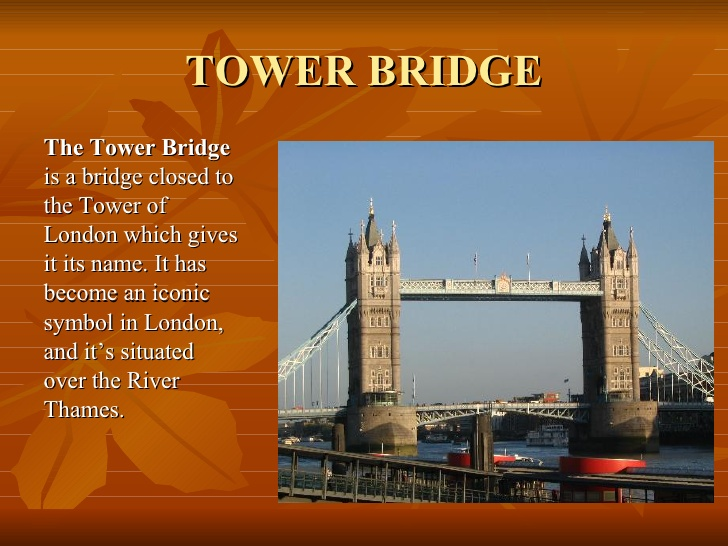 TOWER BRIDGE
The Tower Bridge
is a bridge closed to
the Tower of
London which gives
it its name. It has
become an iconic
symbol in London,
and it’s situated
over the River
Thames.